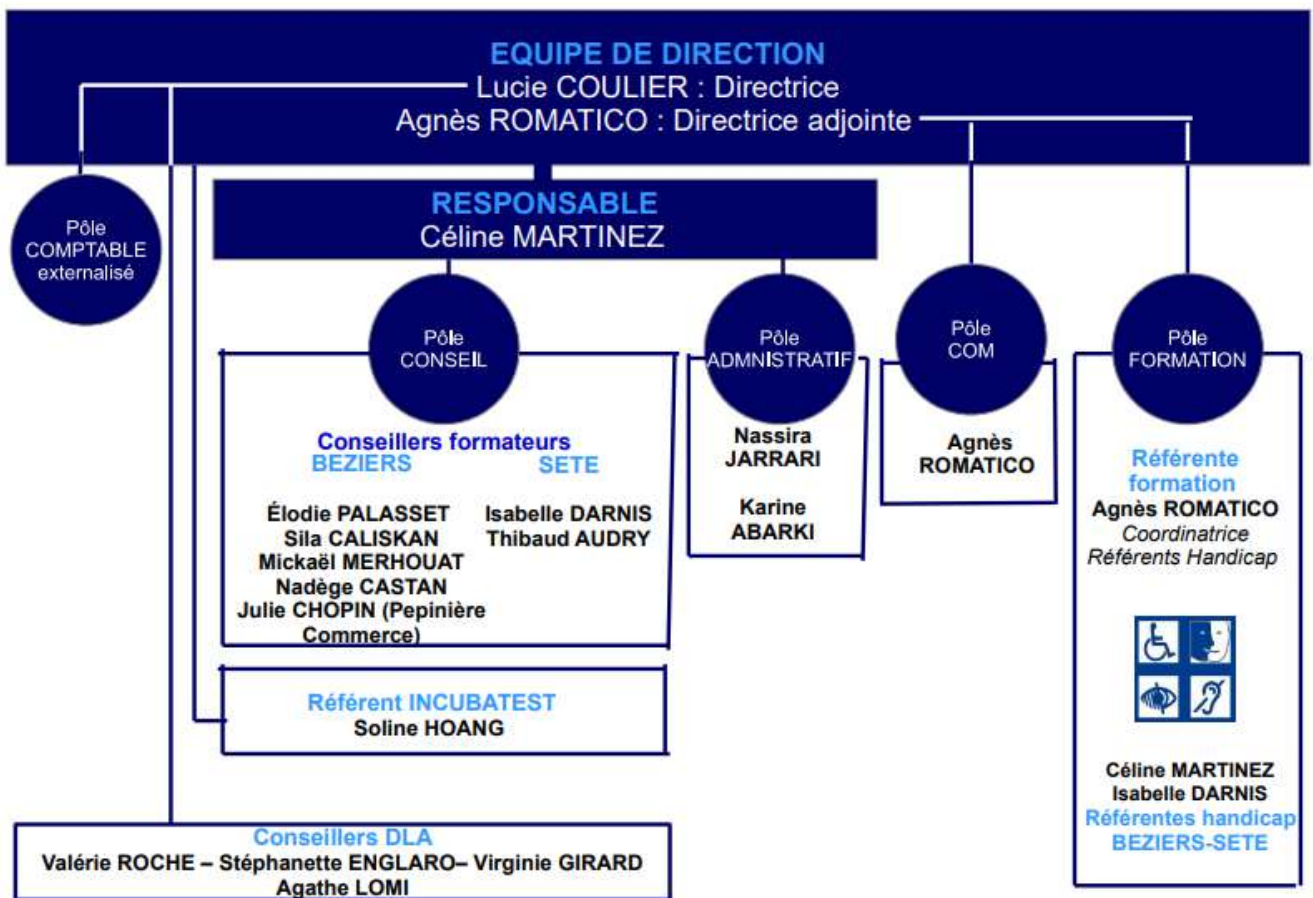 EQUIPE DE DIRECTION
Lucie COULIER : Directrice
Agnès ROMATICO : Directrice adjointe
Pôle
COMPTABLE
externalisé
RESPONSABLE
Céline MARTINEZ
Pôle
CONSEIL
Conseillers formateurs
BEZIERS
Élodie PALASSET
Sila CALISKAN
Mickaël MERHOUAT
Nadège CASTAN
Julie CHOPIN (Pepinière
Commerce)
SETE
Isabelle DARNIS
Thibaud AUDRY
Pôle
ADMNISTRATIF
Nassira
JARRARI
Karine
ABARKI
Pôle
COM
Agnès
ROMATICO
Pôle
FORMATION
Référente
formation
Agnès ROMATICO
Coordinatrice
Référents Handicap
Céline MARTINEZ
Isabelle DARNIS
Référentes handicap
BEZIERS-SETE
Référent INCUBATEST
Soline HOANG
Conseillers DLA
Valérie ROCHE – Stéphanette ENGLARO– Virginie GIRARD
Agathe LOMI